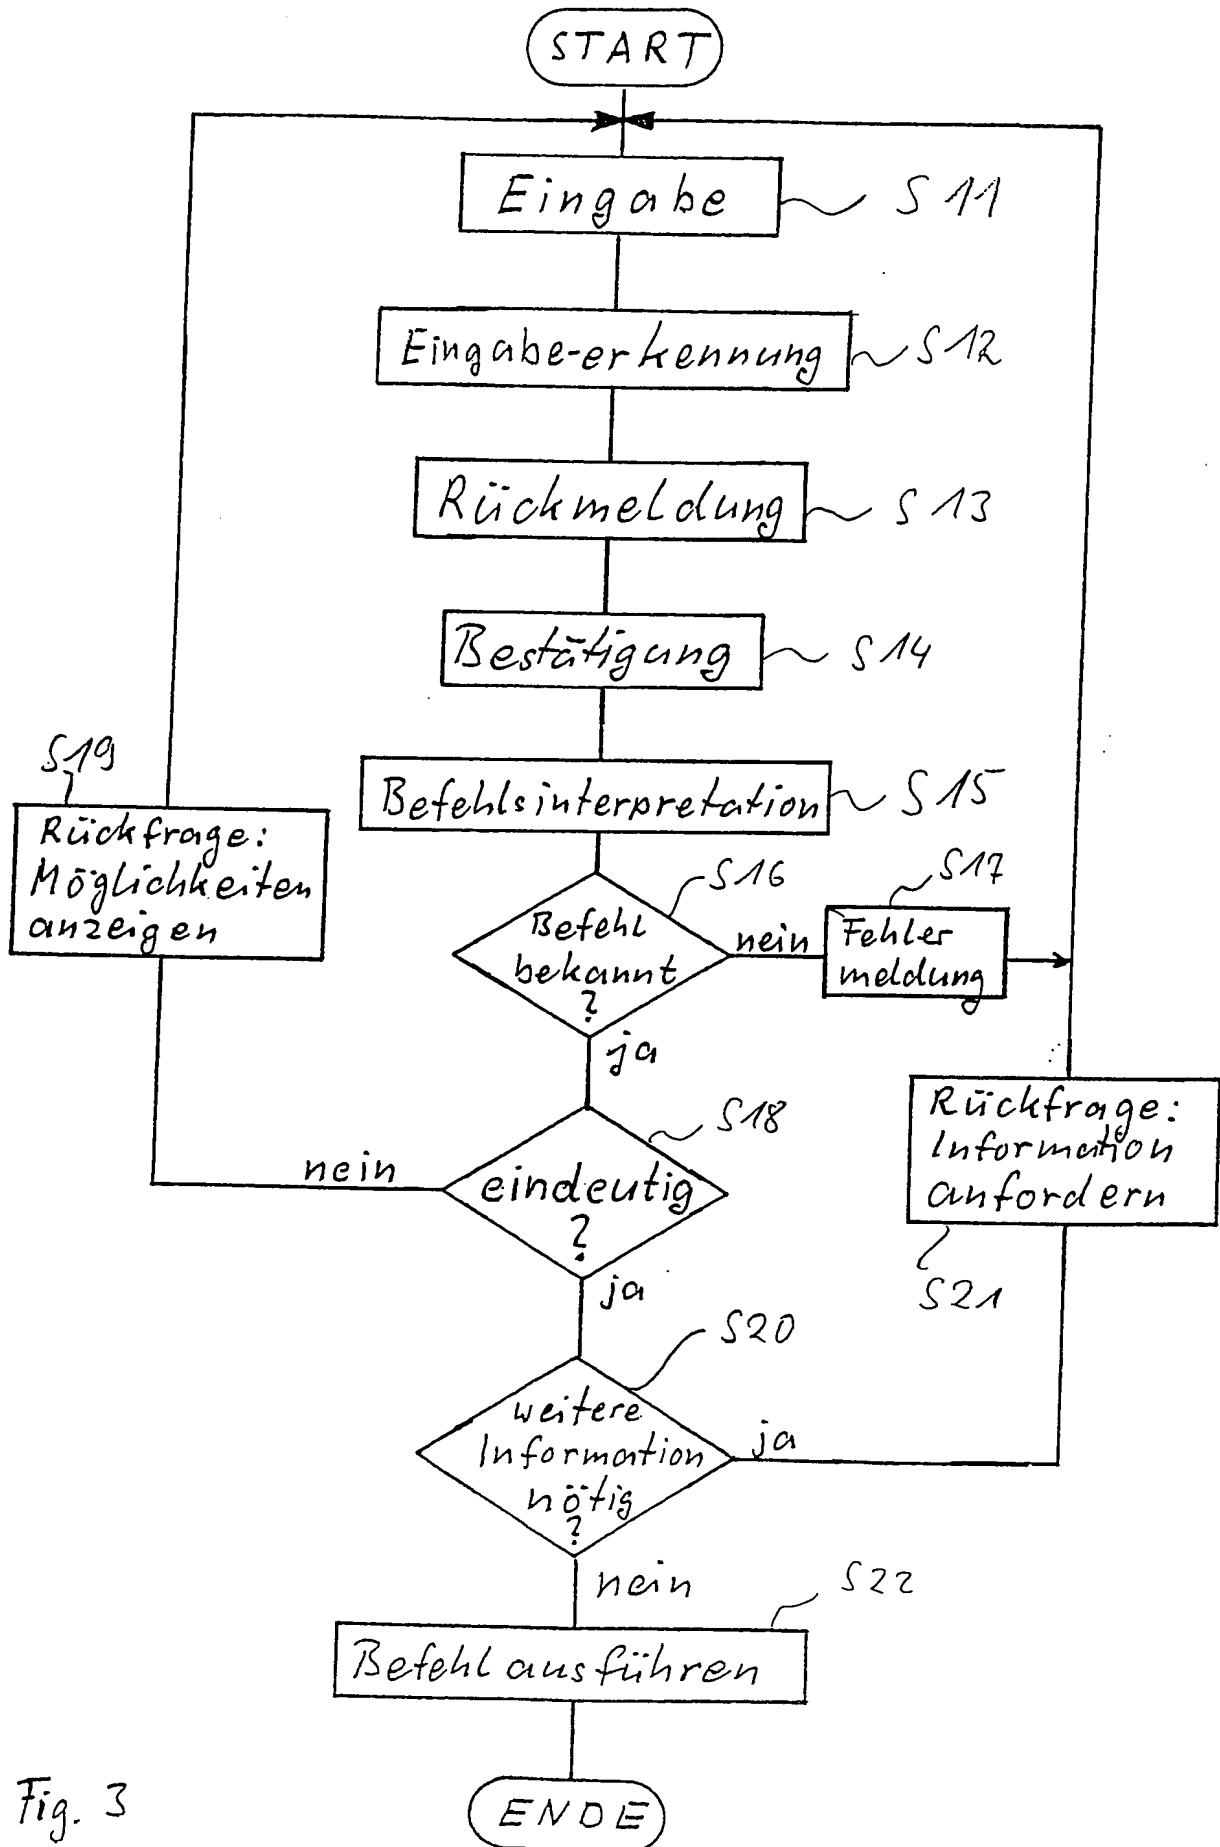 START
Eingabe
S11
Eingabe-erkennung
S12
Rückmeldung
S13
Bestätigung
S14
Befehlsinterpretation
S15
S19
Rückfrage:
Möglichkeiten
anzeigen
Befehl
bekannt
?
S16
nein
S17
Fehler
meldung
ja
eindeutig
?
S18
nein
ja
Rückfrage:
Information
anfordern
S21
weitere
Information
nötig
?
S20
ja
nein
Befehl ausführen
S22
ENDE
Fig. 3